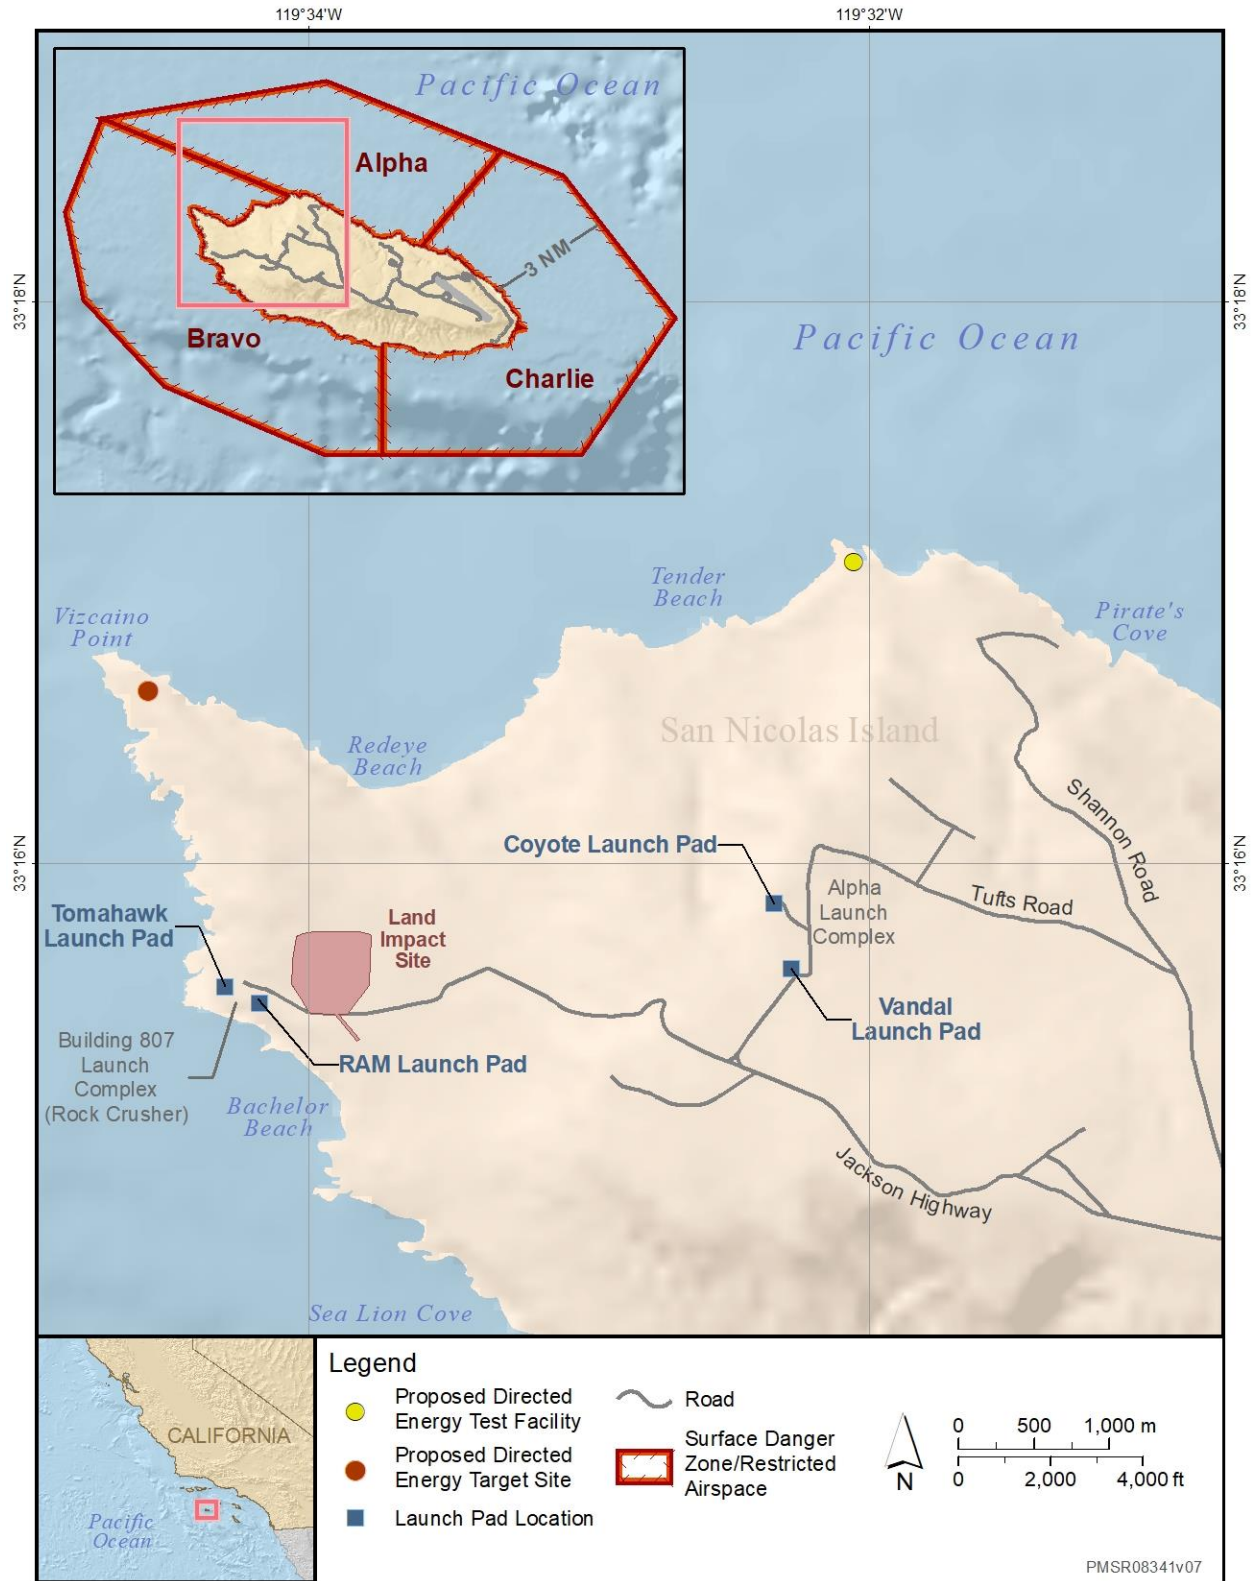 119°34'W
119°32'W
Pacific Ocean
Alpha
3 NM
Bravo
Charlie
33°18'N
33°18'N
Pacific Ocean
Tender
Beach
Vizcaino
Point
Pirate's
Cove
San Nicolas Island
Redeye
Beach
Shannon Road
Coyote Launch Pad
33°16'N
33°16'N
Alpha
Launch
Complex
Tufts Road
Tomahawk
Launch Pad
Land
Impact
Site
Vandal
Launch Pad
Building 807
Launch
Complex
(Rock Crusher)
RAM Launch Pad
Bachelor
Beach
Jackson Highway
Sea Lion Cove
CALIFORNIA
Pacific
Ocean
Legend
Proposed Directed
Energy Test Facility
Proposed Directed
Energy Target Site
Launch Pad Location
Road
Surface Danger
Zone/Restricted
Airspace
N
0 500 1,000 m
0 2,000 4,000 ft
PMSR08341v07